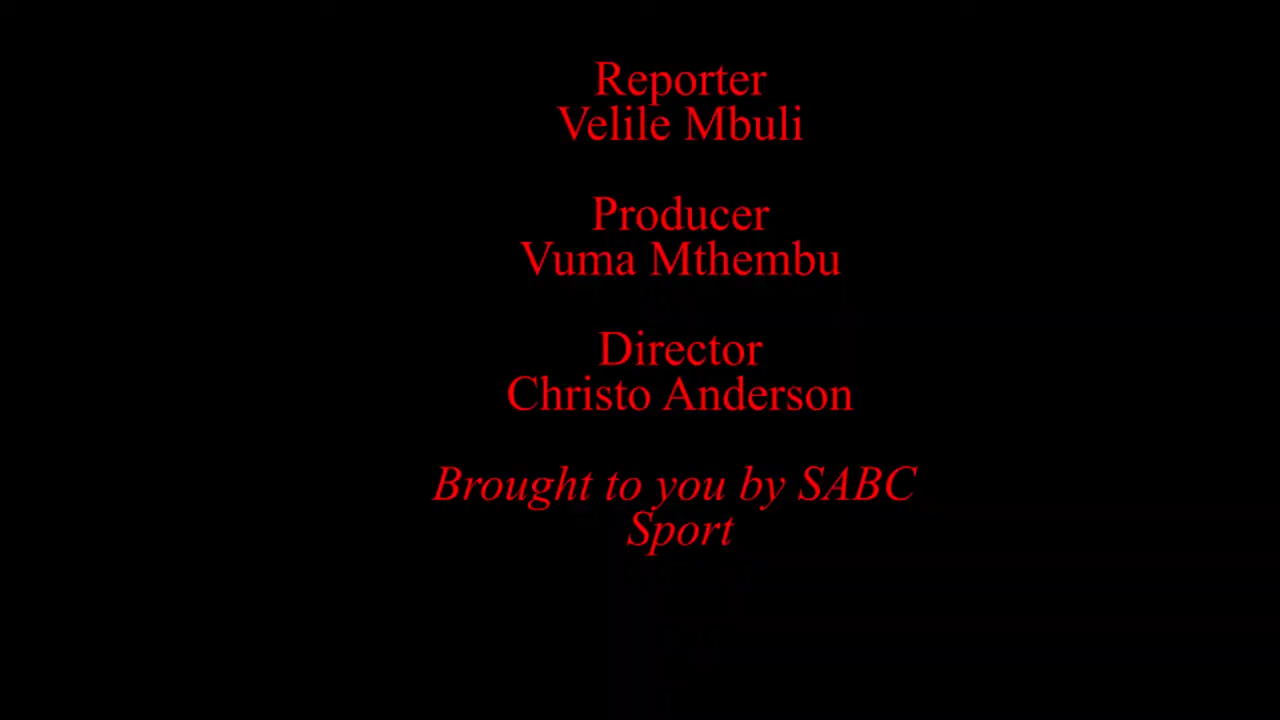 Reporter
Velile Mbuli
Producer
Vuma Mthembu
Director
Christo Anderson
Brought to you by SABC
Sport